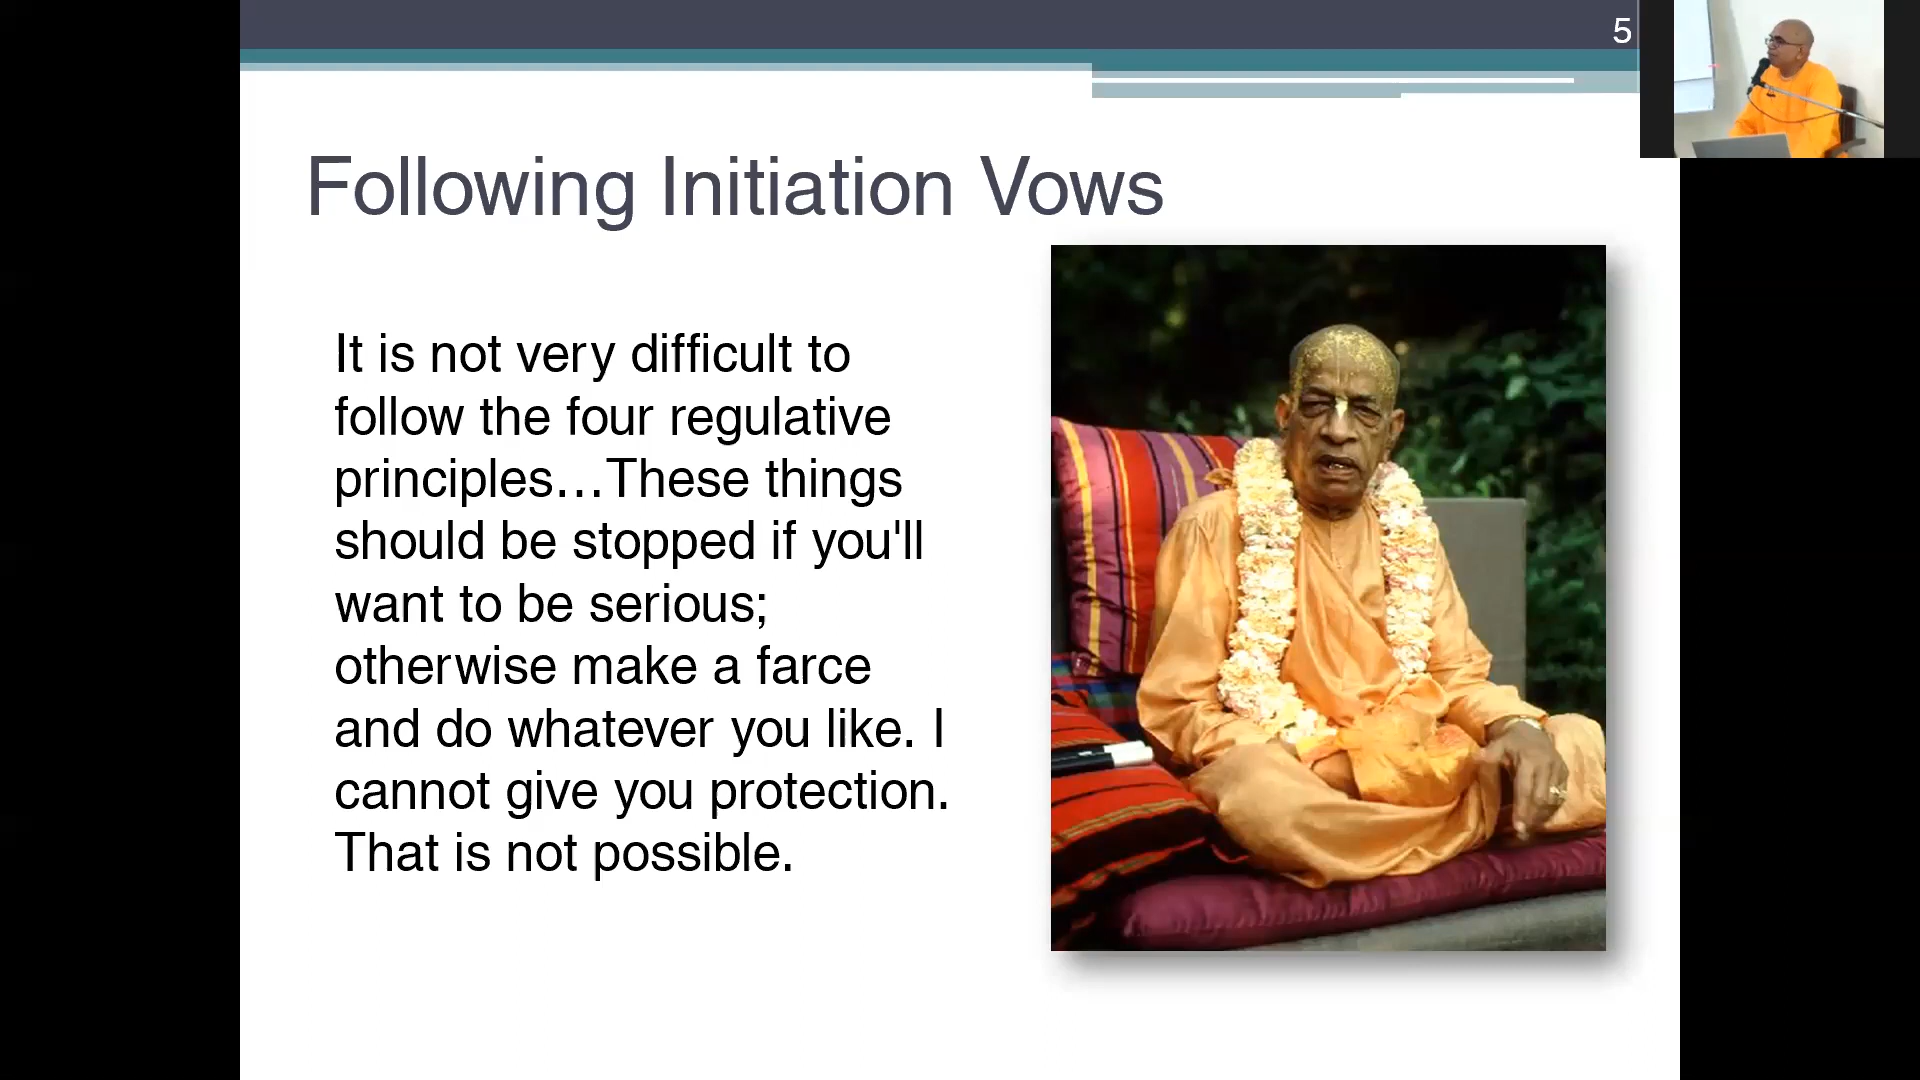 5
Following Initiation Vows
It is not very difficult to
follow the four regulative
principles…These things
should be stopped if you'll
want to be serious;
otherwise make a farce
and do whatever you like. I
cannot give you protection.
That is not possible.